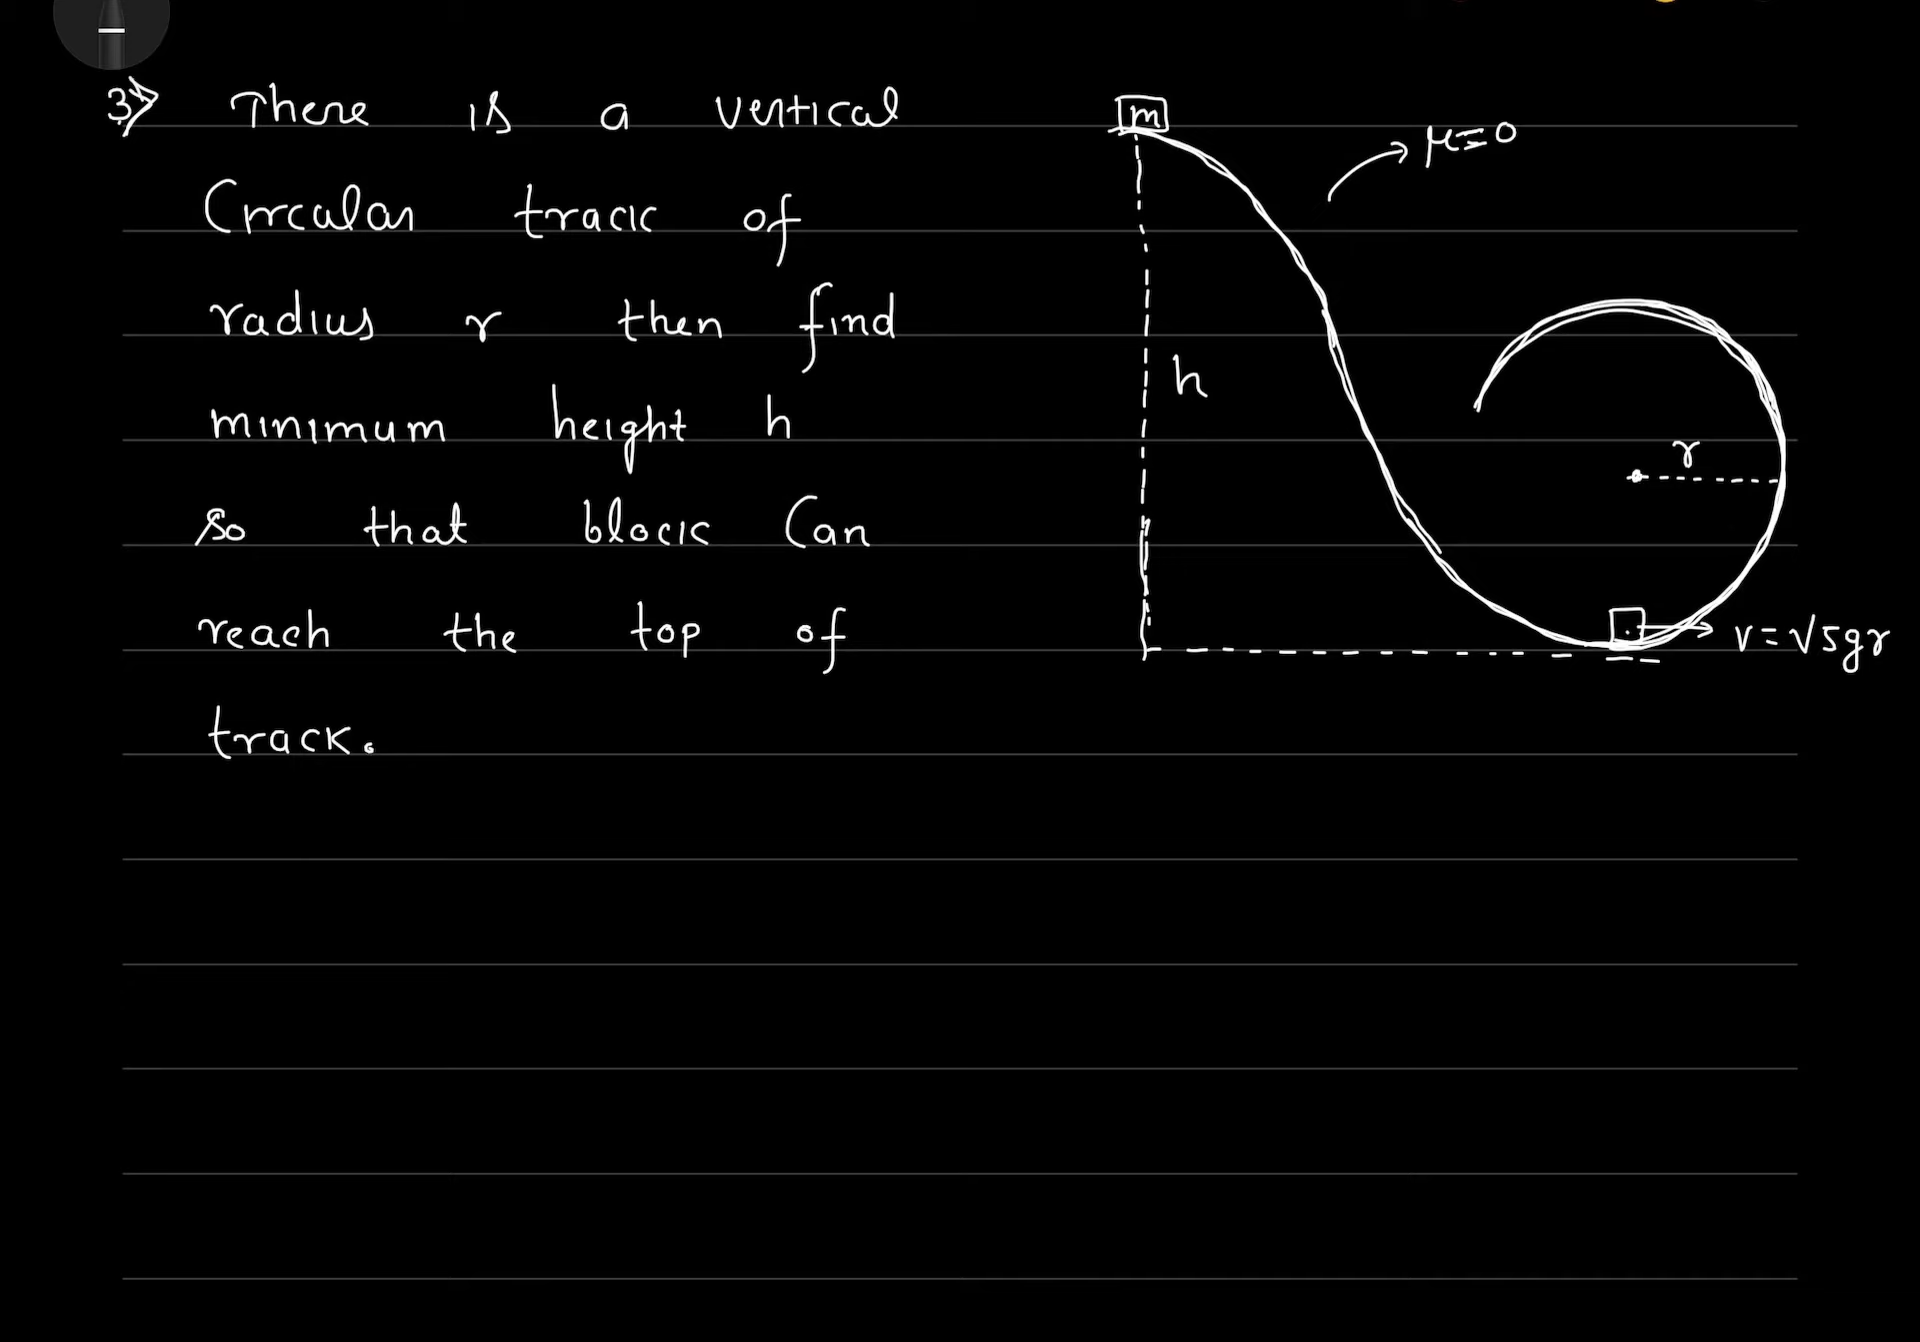 3) There is a vertical
Circular track of
radius r then find
minimum height h
so that block can
reach the top of
track.
m
μ=0
h
r
v=√5gr